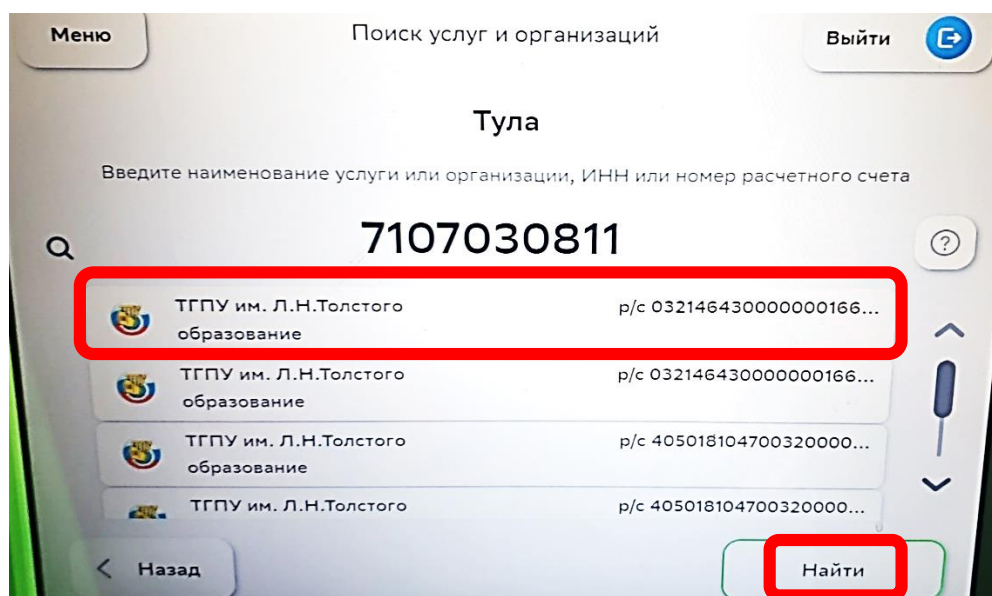 Меню
Поиск услуг и организаций
Выйти
Тула
Введите наименование услуги или организации, ИНН или номер расчетного счета
7107030811
?
ТГПУ им. Л.Н.Толстого р/с 032146430000000166...
образование
ТГПУ им. Л.Н.Толстого р/с 032146430000000166...
образование
ТГПУ им. Л.Н.Толстого р/с 405018104700320000...
образование
ТГПУ им. Л.Н.Толстого р/с 405018104700320000...
Назад
Найти